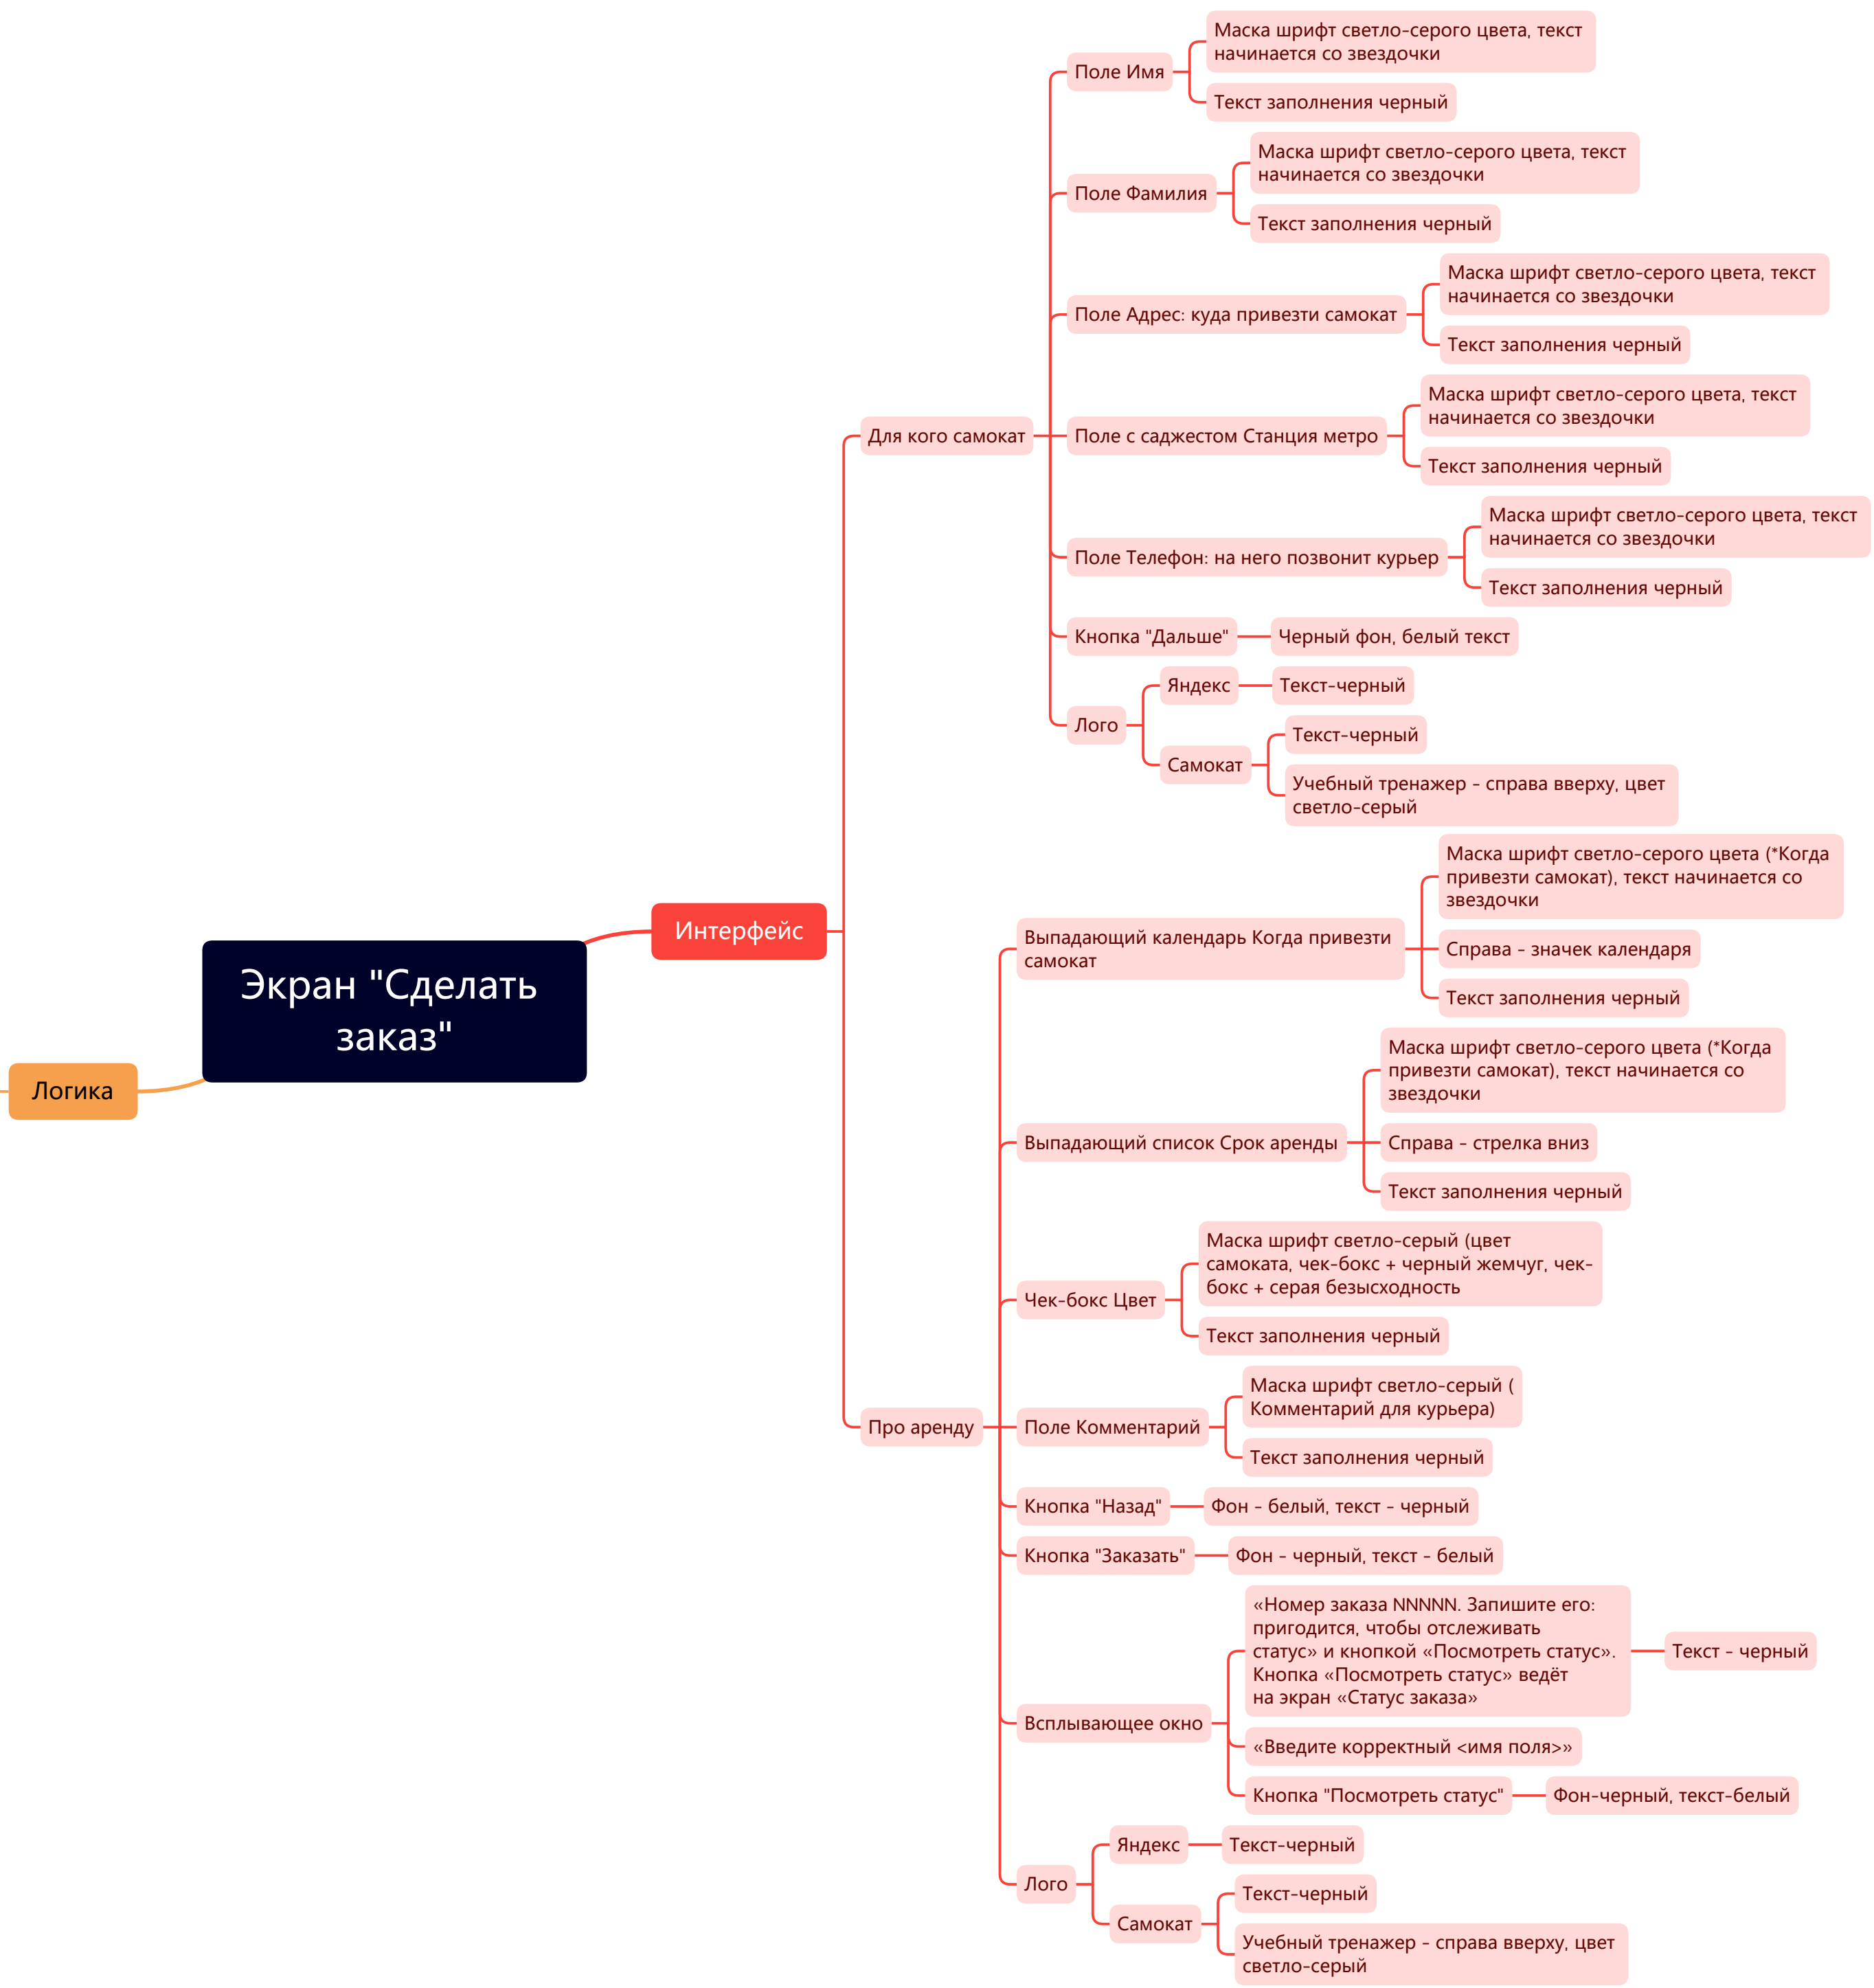 Экран "Сделать
заказ"
Логика
Интерфейс
Для кого самокат
Поле Имя
Маска шрифт светло-серого цвета, текст
начинается со звездочки
Текст заполнения черный
Поле Фамилия
Маска шрифт светло-серого цвета, текст
начинается со звездочки
Текст заполнения черный
Поле Адрес: куда привезти самокат
Маска шрифт светло-серого цвета, текст
начинается со звездочки
Текст заполнения черный
Поле с саджестом Станция метро
Маска шрифт светло-серого цвета, текст
начинается со звездочки
Текст заполнения черный
Поле Телефон: на него позвонит курьер
Маска шрифт светло-серого цвета, текст
начинается со звездочки
Текст заполнения черный
Кнопка "Дальше"
Черный фон, белый текст
Лого
Яндекс
Текст-черный
Самокат
Текст-черный
Учебный тренажер - справа вверху, цвет
светло-серый
Про аренду
Выпадающий календарь Когда привезти
самокат
Маска шрифт светло-серого цвета (*Когда
привезти самокат), текст начинается со
звездочки
Справа - значек календаря
Текст заполнения черный
Выпадающий список Срок аренды
Маска шрифт светло-серого цвета (*Когда
привезти самокат), текст начинается со
звездочки
Справа - стрелка вниз
Текст заполнения черный
Чек-бокс Цвет
Маска шрифт светло-серый (цвет
самоката, чек-бокс + черный жемчуг, чек-
бокс + серая безысходность
Текст заполнения черный
Поле Комментарий
Маска шрифт светло-серый (
Комментарий для курьера)
Текст заполнения черный
Кнопка "Назад"
Фон - белый, текст - черный
Кнопка "Заказать"
Фон - черный, текст - белый
Всплывающее окно
«Номер заказа NNNNN. Запишите его:
пригодится, чтобы отслеживать
статус» и кнопкой «Посмотреть статус».
Кнопка «Посмотреть статус» ведёт
на экран «Статус заказа»
Текст - черный
«Введите корректный <имя поля>»
Кнопка "Посмотреть статус"
Фон-черный, текст-белый
Лого
Яндекс
Текст-черный
Самокат
Текст-черный
Учебный тренажер - справа вверху, цвет
светло-серый